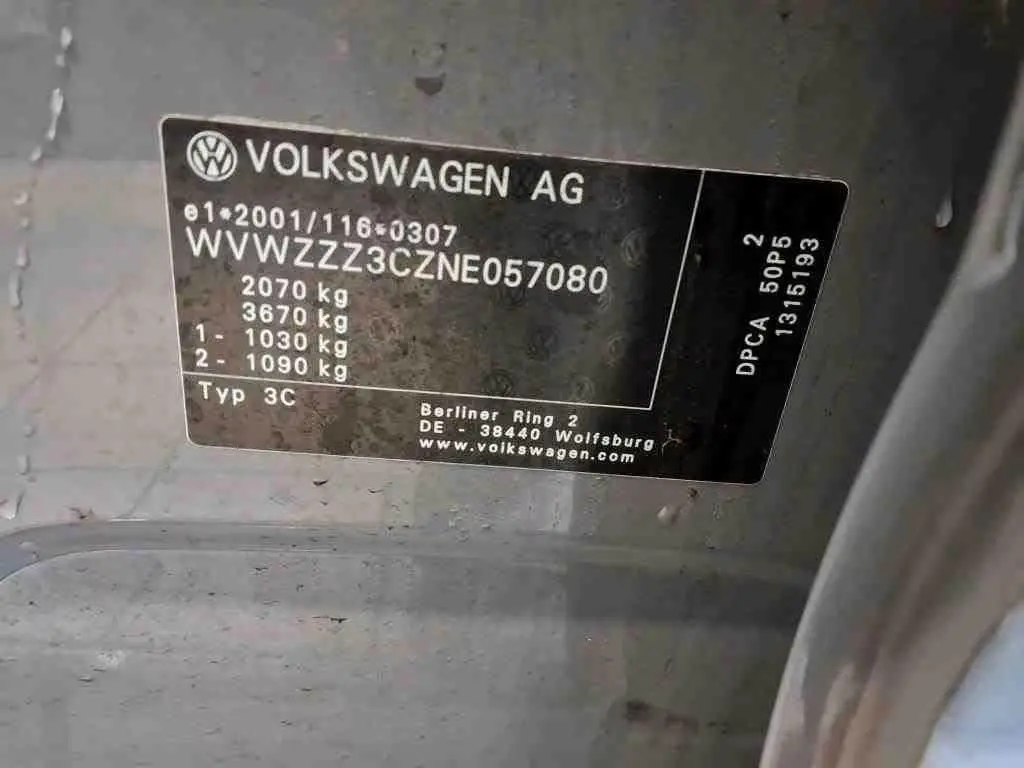 VOLKSWAGEN AG
e1*2001/116*0307
WVWZZZ3CZNE057080
2070 kg
3670 kg
1- 1030 kg
2- 1090 kg
Typ 3C
Berliner Ring 2
DE - 38440 Wolfsburg
www.volkswagen.com
2
DPCA 50P5
1315193